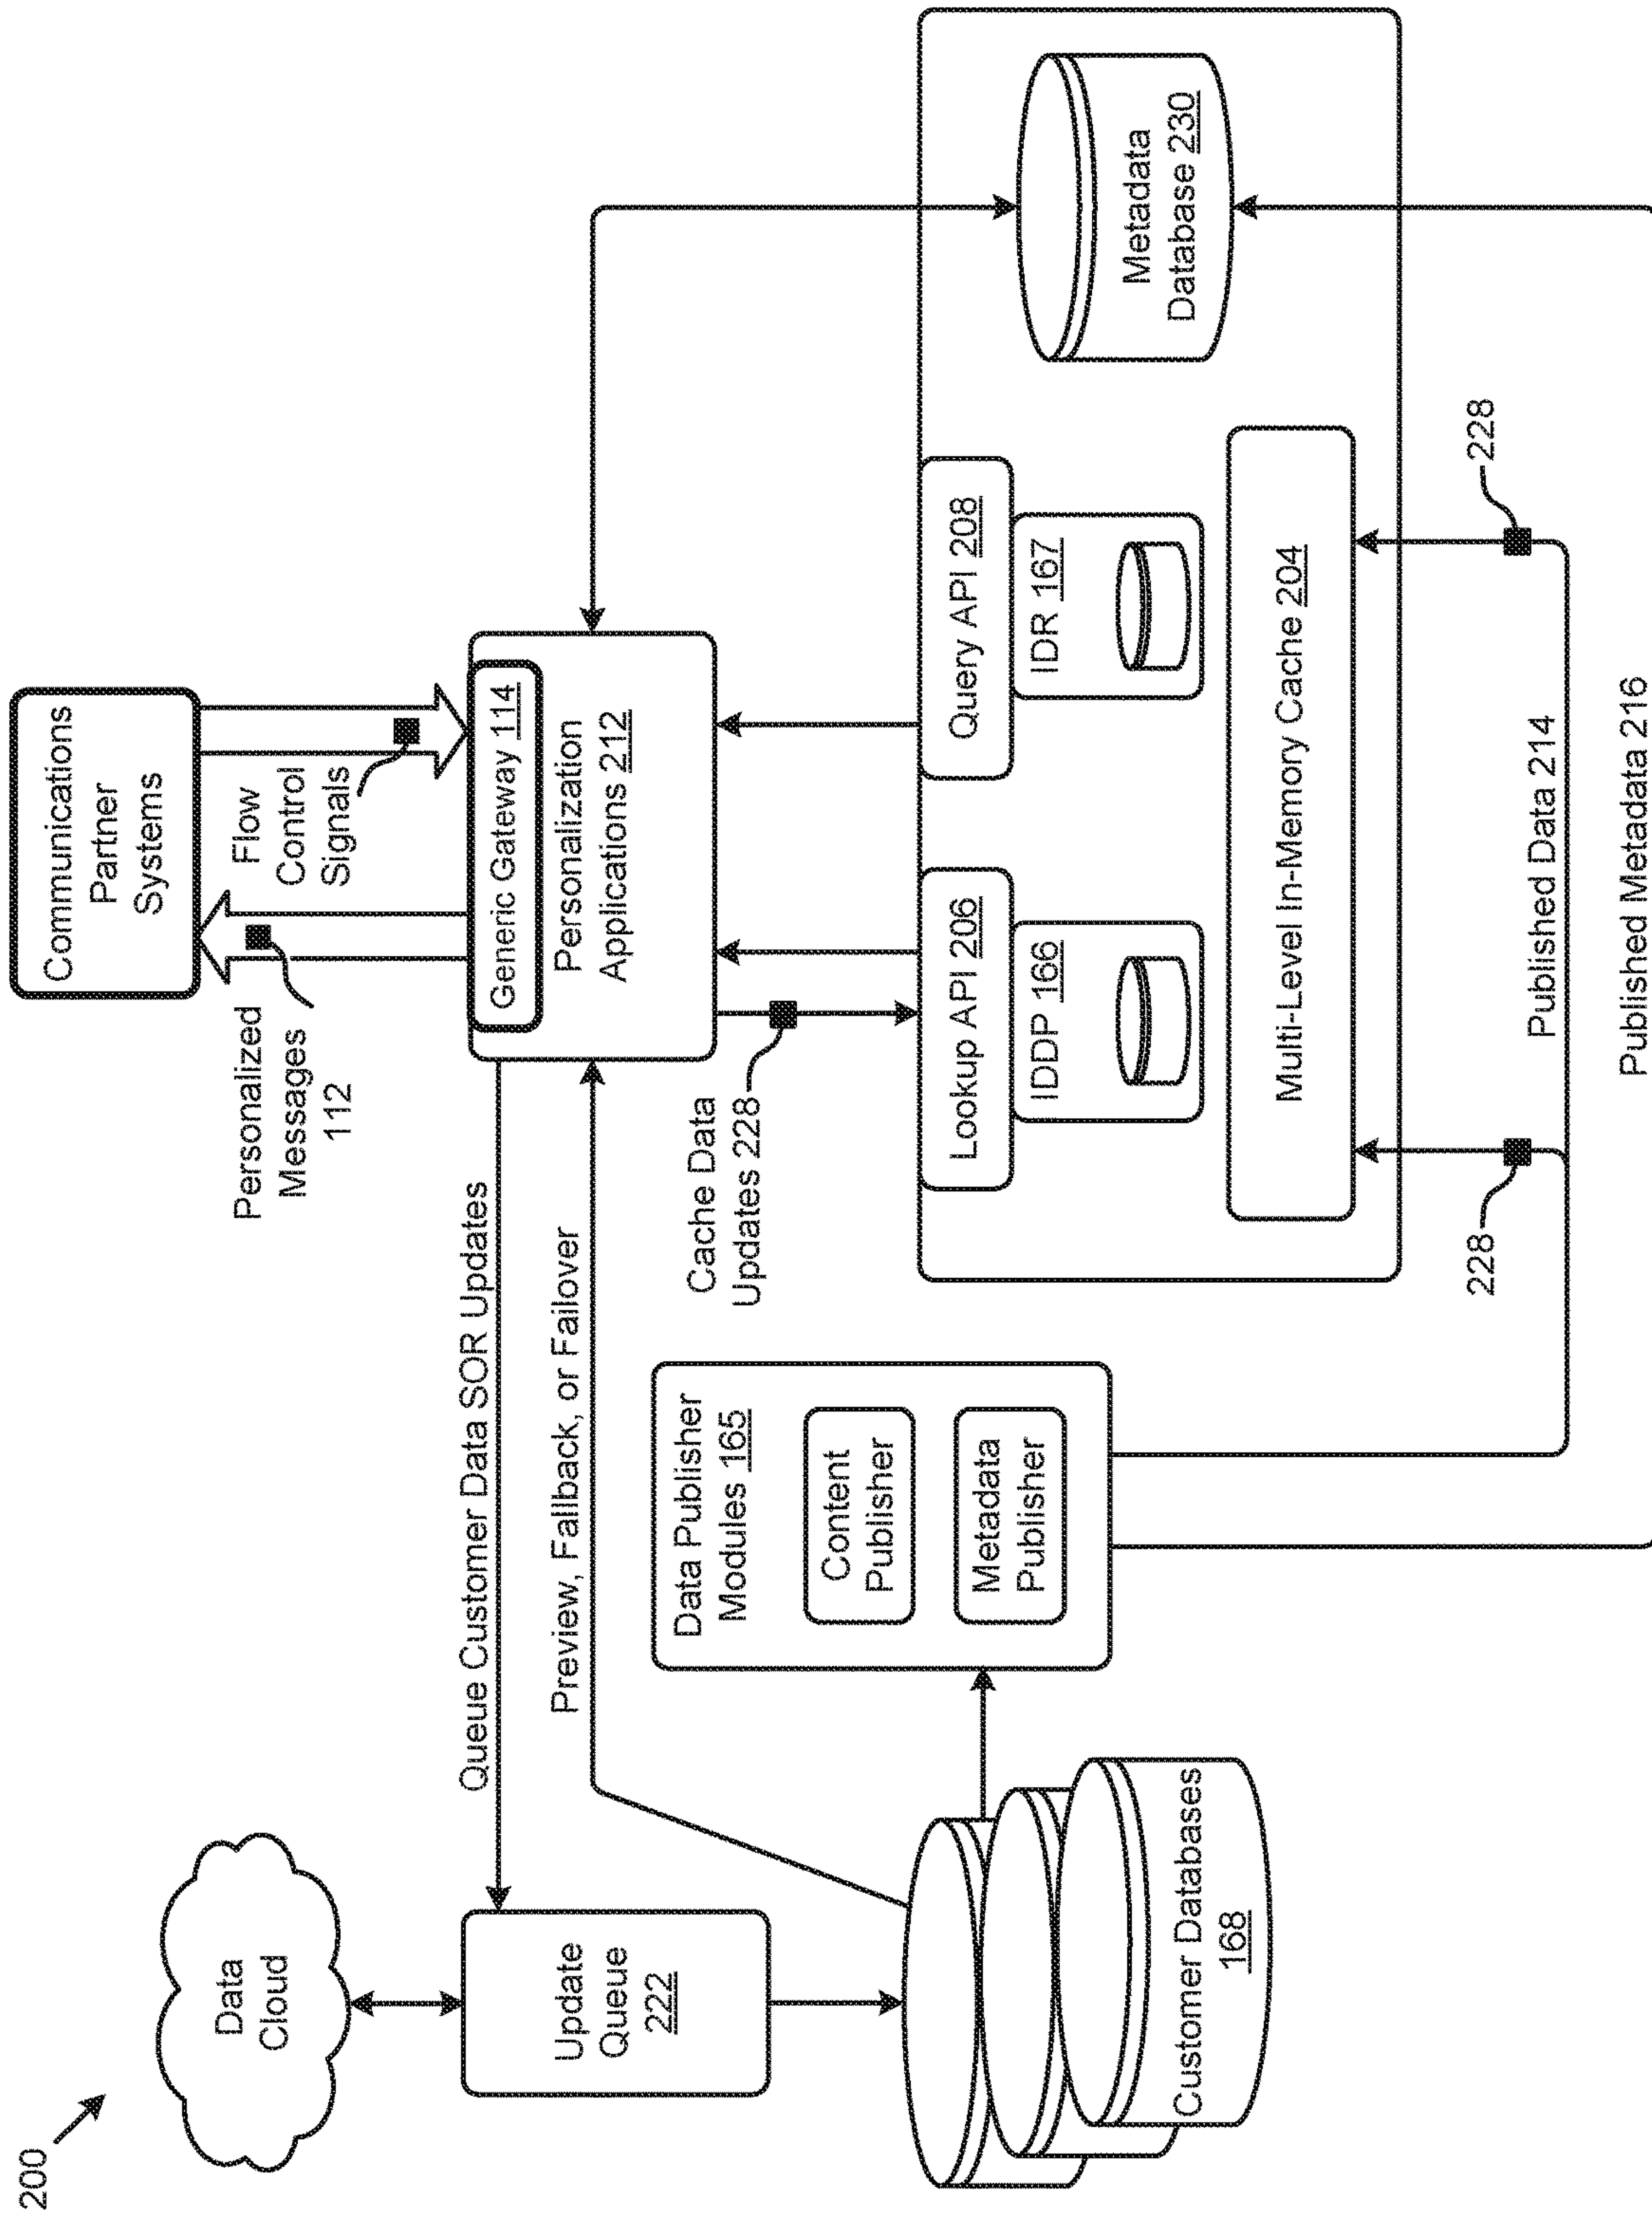 200
Data
Cloud
Update
Queue
222
Customer Databases
168
Queue Customer Data SOR Updates
Preview, Fallback, or Failover
Data Publisher
Modules 165
Content
Publisher
Metadata
Publisher
Communications
Partner
Systems
Personalized
Messages
112
Flow
Control
Signals
Generic Gateway 114
Personalization
Applications 212
Cache Data
Updates 228
Lookup API 206
IDDP 166
Query API 208
IDR 167
Multi-Level In-Memory Cache 204
Metadata
Database 230
228
228
Published Data 214
Published Metadata 216